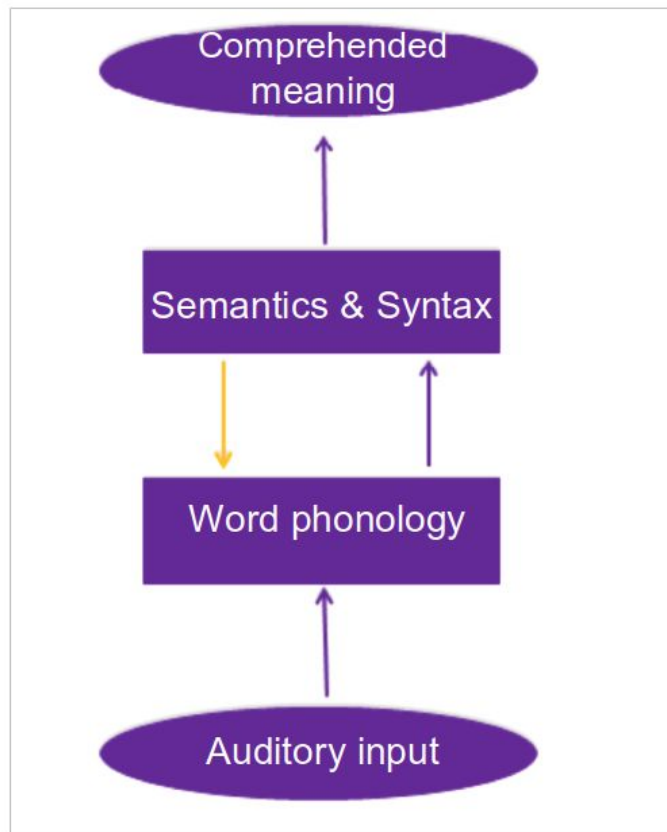 Comprehended
meaning
Semantics & Syntax
Word phonology
Auditory input